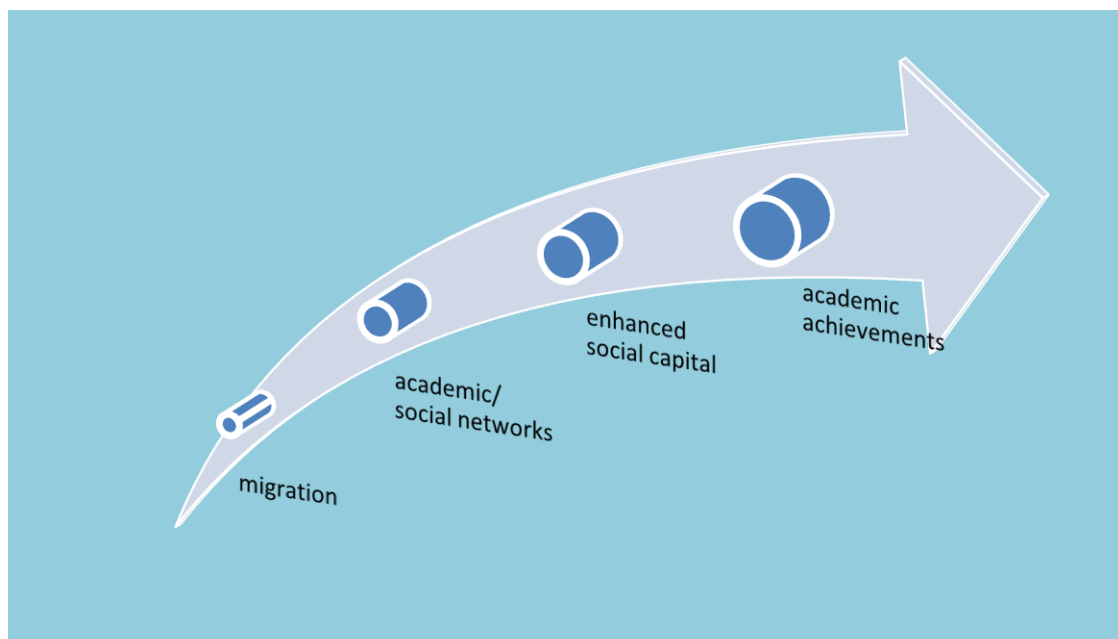 migration
academic/
social networks
enhanced
social capital
academic
achievements